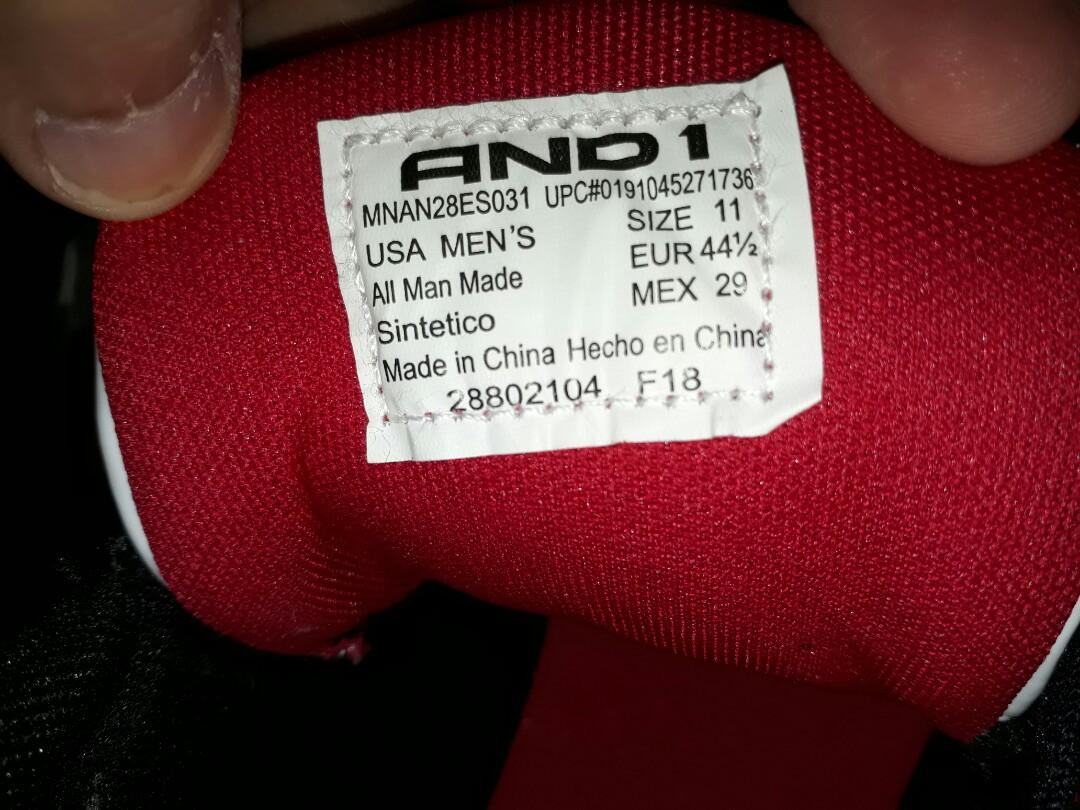 AND1
MNAN28ES031 UPC#0191045271736
USA MEN'S SIZE 11
All Man Made EUR 44½
Sintetico MEX 29
Made in China Hecho en China
28802104 F18